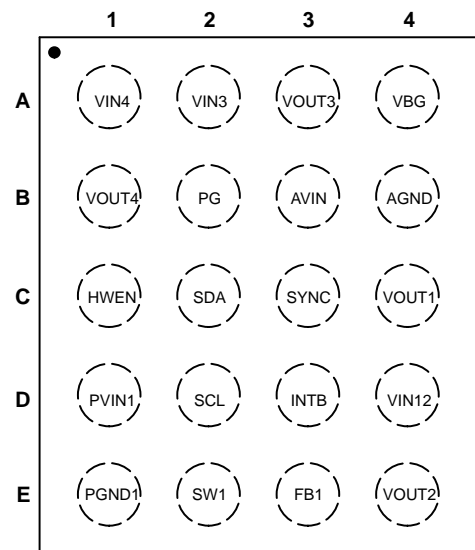 1 2 3 4
A VIN4 VIN3 VOUT3 VBG
B VOUT4 PG AVIN AGND
C HWEN SDA SYNC VOUT1
D PVIN1 SCL INTB VIN12
E PGND1 SW1 FB1 VOUT2